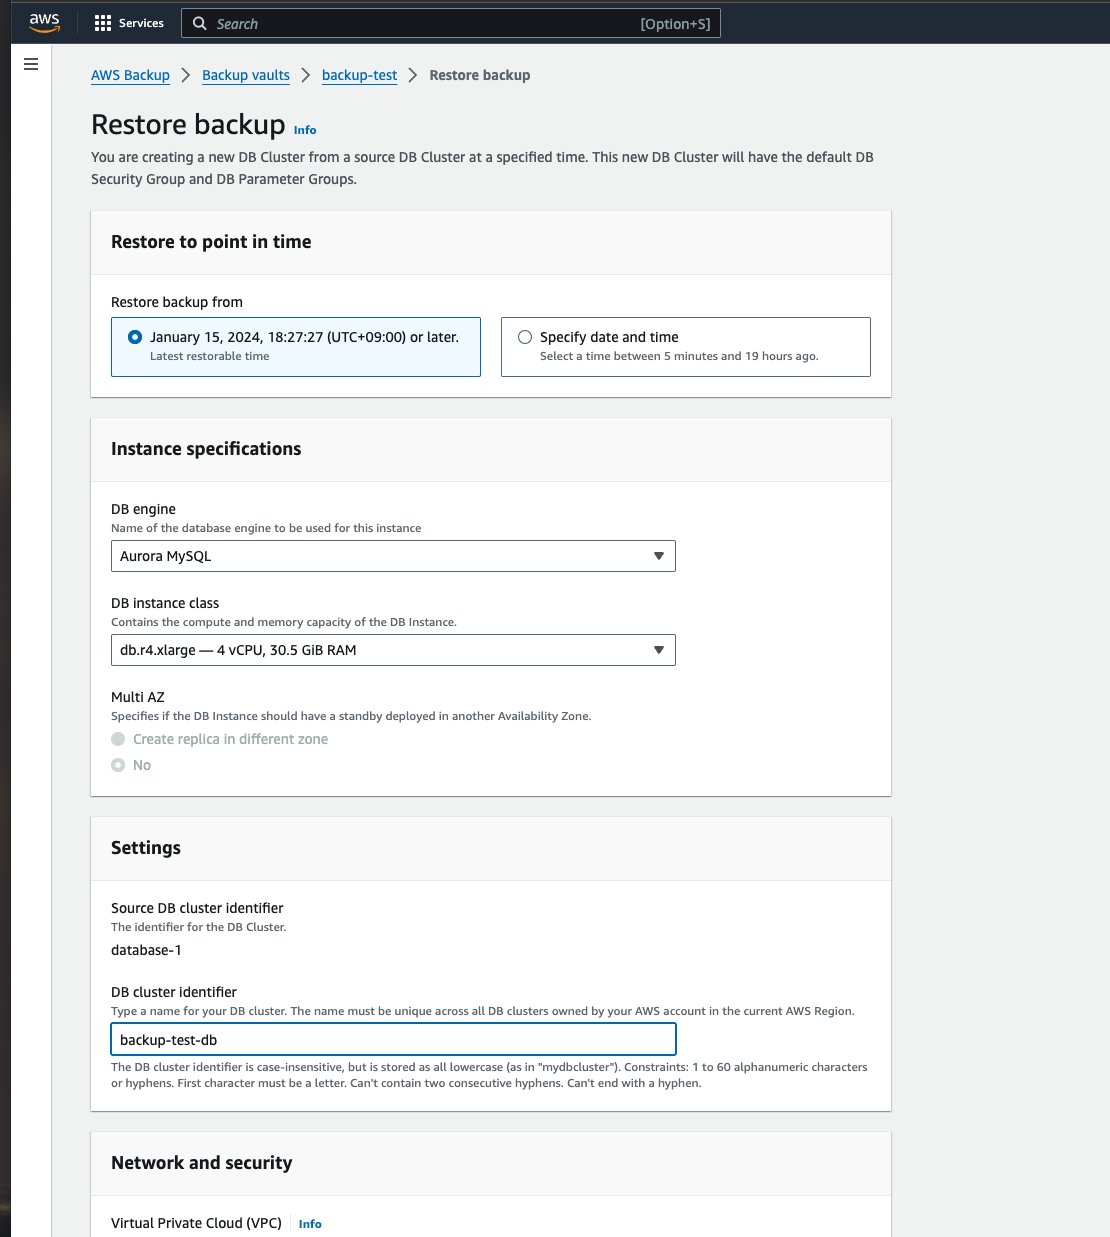 aws
Services
Search
[Option+S]
AWS Backup > Backup vaults > backup-test > Restore backup
Restore backup Info
You are creating a new DB Cluster from a source DB Cluster at a specified time. This new DB Cluster will have the default DB
Security Group and DB Parameter Groups.
Restore to point in time
Restore backup from
January 15, 2024, 18:27:27 (UTC+09:00) or later.
Latest restorable time
Specify date and time
Select a time between 5 minutes and 19 hours ago.
Instance specifications
DB engine
Name of the database engine to be used for this instance
Aurora MySQL
DB instance class
Contains the compute and memory capacity of the DB Instance.
db.r4.xlarge — 4 vCPU, 30.5 GiB RAM
Multi AZ
Specifies if the DB Instance should have a standby deployed in another Availability Zone.
Create replica in different zone
No
Settings
Source DB cluster identifier
The identifier for the DB Cluster.
database-1
DB cluster identifier
Type a name for your DB cluster. The name must be unique across all DB clusters owned by your AWS account in the current AWS Region.
backup-test-db
The DB cluster identifier is case-insensitive, but is stored as all lowercase (as in "mydbcluster"). Constraints: 1 to 60 alphanumeric characters
or hyphens. First character must be a letter. Can't contain two consecutive hyphens. Can't end with a hyphen.
Network and security
Virtual Private Cloud (VPC) Info